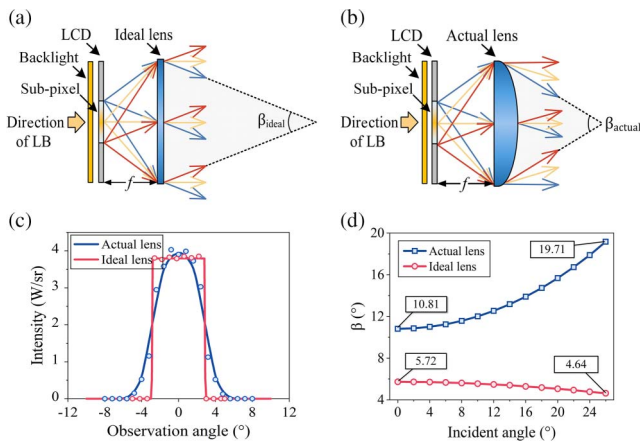 (a)
LCD
Ideal lens
Backlight
Sub-pixel
Direction
of LB
f
βideal
(b)
LCD
Actual lens
Backlight
Sub-pixel
Direction
of LB
f
βactual
(c)
Actual lens
Ideal lens
Intensity (W/sr)
4
3
2
1
0
-12 -8 -4 0 4 8 12
Observation angle (°)
(d)
Actual lens
Ideal lens
19.71
10.81
5.72
4.64
β (°)
20
16
12
8
4
0 4 8 12 16 20 24
Incident angle (°)